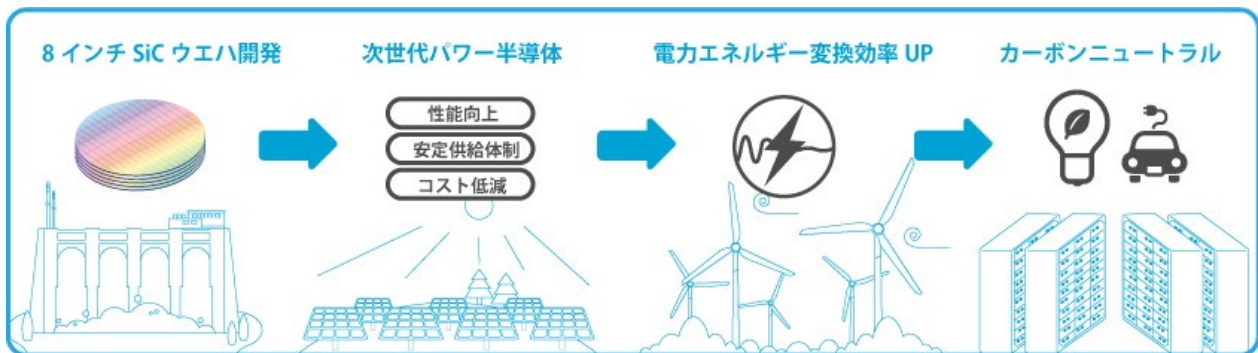 8 インチ SiC ウエハ開発
次世代パワー半導体
電力エネルギー変換効率 UP
カーボンニュートラル
性能向上
安定供給体制
コスト低減